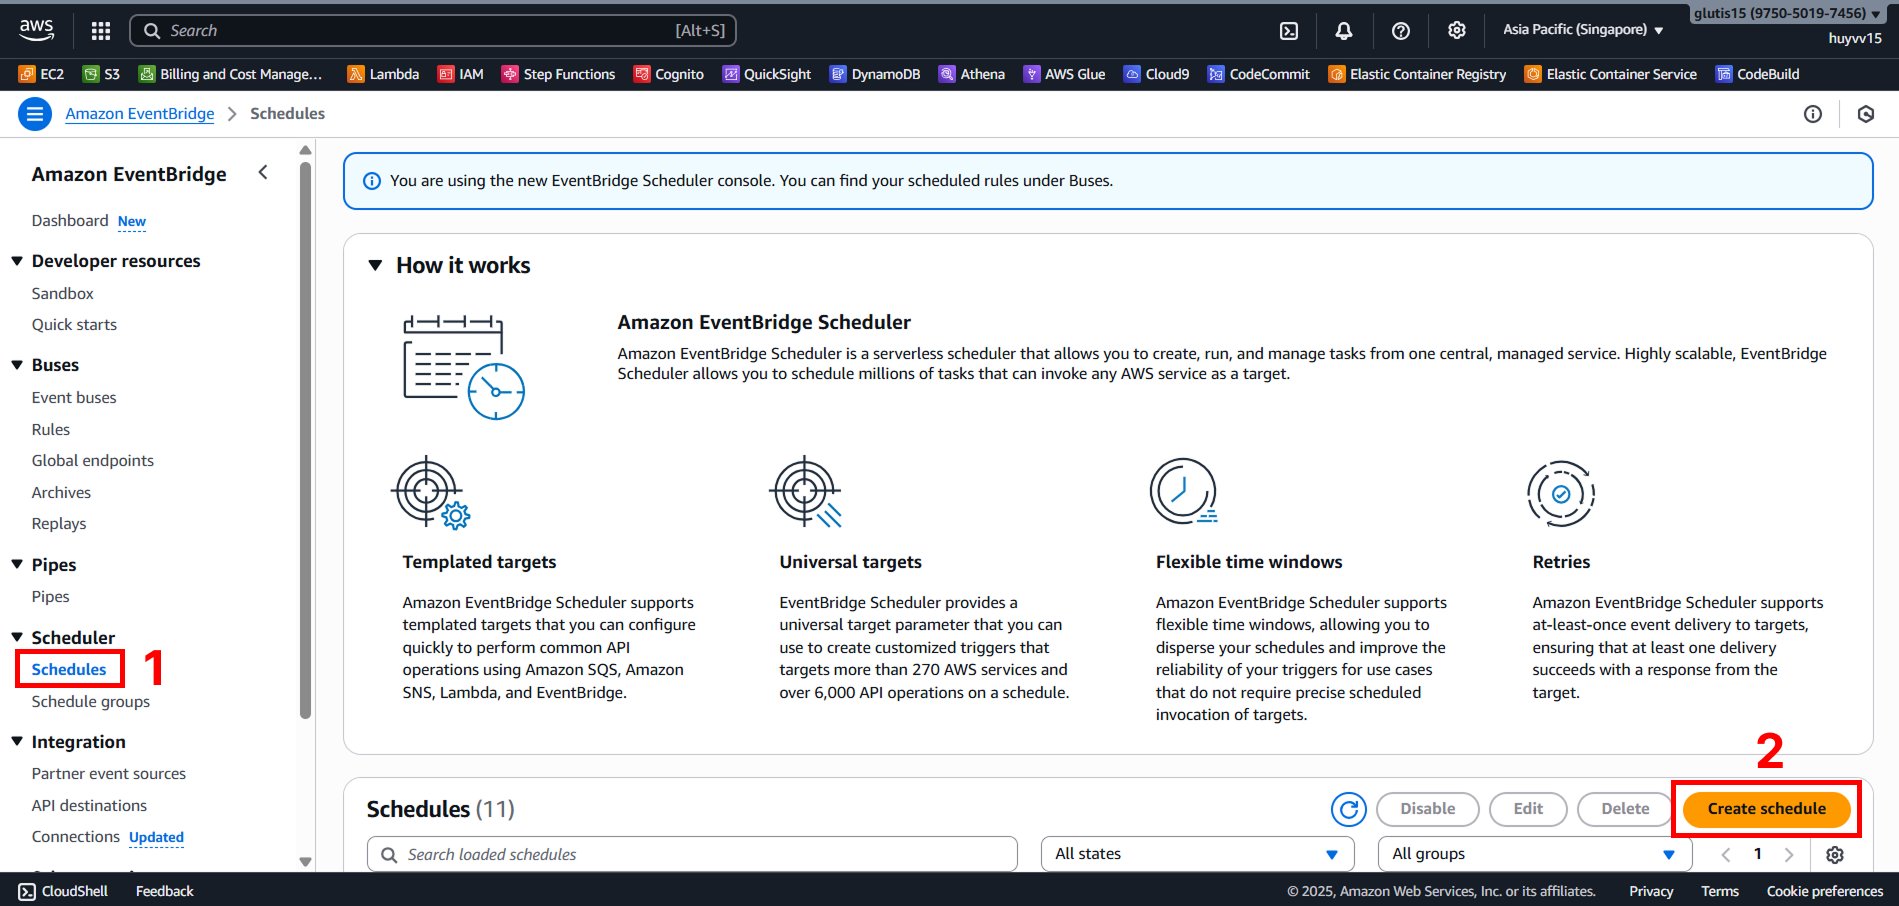 aws
Search [Alt+S]
Asia Pacific (Singapore) ▼
glutis15 (9750-5019-7456) ▼
huyvv15
EC2 S3 Billing and Cost Manage... Lambda IAM Step Functions Cognito QuickSight DynamoDB Athena AWS Glue Cloud9 CodeCommit Elastic Container Registry Elastic Container Service CodeBuild
Amazon EventBridge > Schedules
Amazon EventBridge
Dashboard New
Developer resources
Sandbox
Quick starts
Buses
Event buses
Rules
Global endpoints
Archives
Replays
Pipes
Pipes
Scheduler
Schedules 1
Schedule groups
Integration
Partner event sources
API destinations
Connections Updated
You are using the new EventBridge Scheduler console. You can find your scheduled rules under Buses.
How it works
Amazon EventBridge Scheduler
Amazon EventBridge Scheduler is a serverless scheduler that allows you to create, run, and manage tasks from one central, managed service. Highly scalable, EventBridge
Scheduler allows you to schedule millions of tasks that can invoke any AWS service as a target.
Templated targets
Amazon EventBridge Scheduler supports
templated targets that you can configure
quickly to perform common API
operations using Amazon SQS, Amazon
SNS, Lambda, and EventBridge.
Universal targets
EventBridge Scheduler provides a
universal target parameter that you can
use to create customized triggers that
targets more than 270 AWS services and
over 6,000 API operations on a schedule.
Flexible time windows
Amazon EventBridge Scheduler supports
flexible time windows, allowing you to
disperse your schedules and improve the
reliability of your triggers for use cases
that do not require precise scheduled
invocation of targets.
Retries
Amazon EventBridge Scheduler supports
at-least-once event delivery to targets,
ensuring that at least one delivery
succeeds with a response from the
target.
2
Schedules (11) Disable Edit Delete Create schedule
Search loaded schedules All states All groups 1
CloudShell Feedback © 2025, Amazon Web Services, Inc. or its affiliates. Privacy Terms Cookie preferences